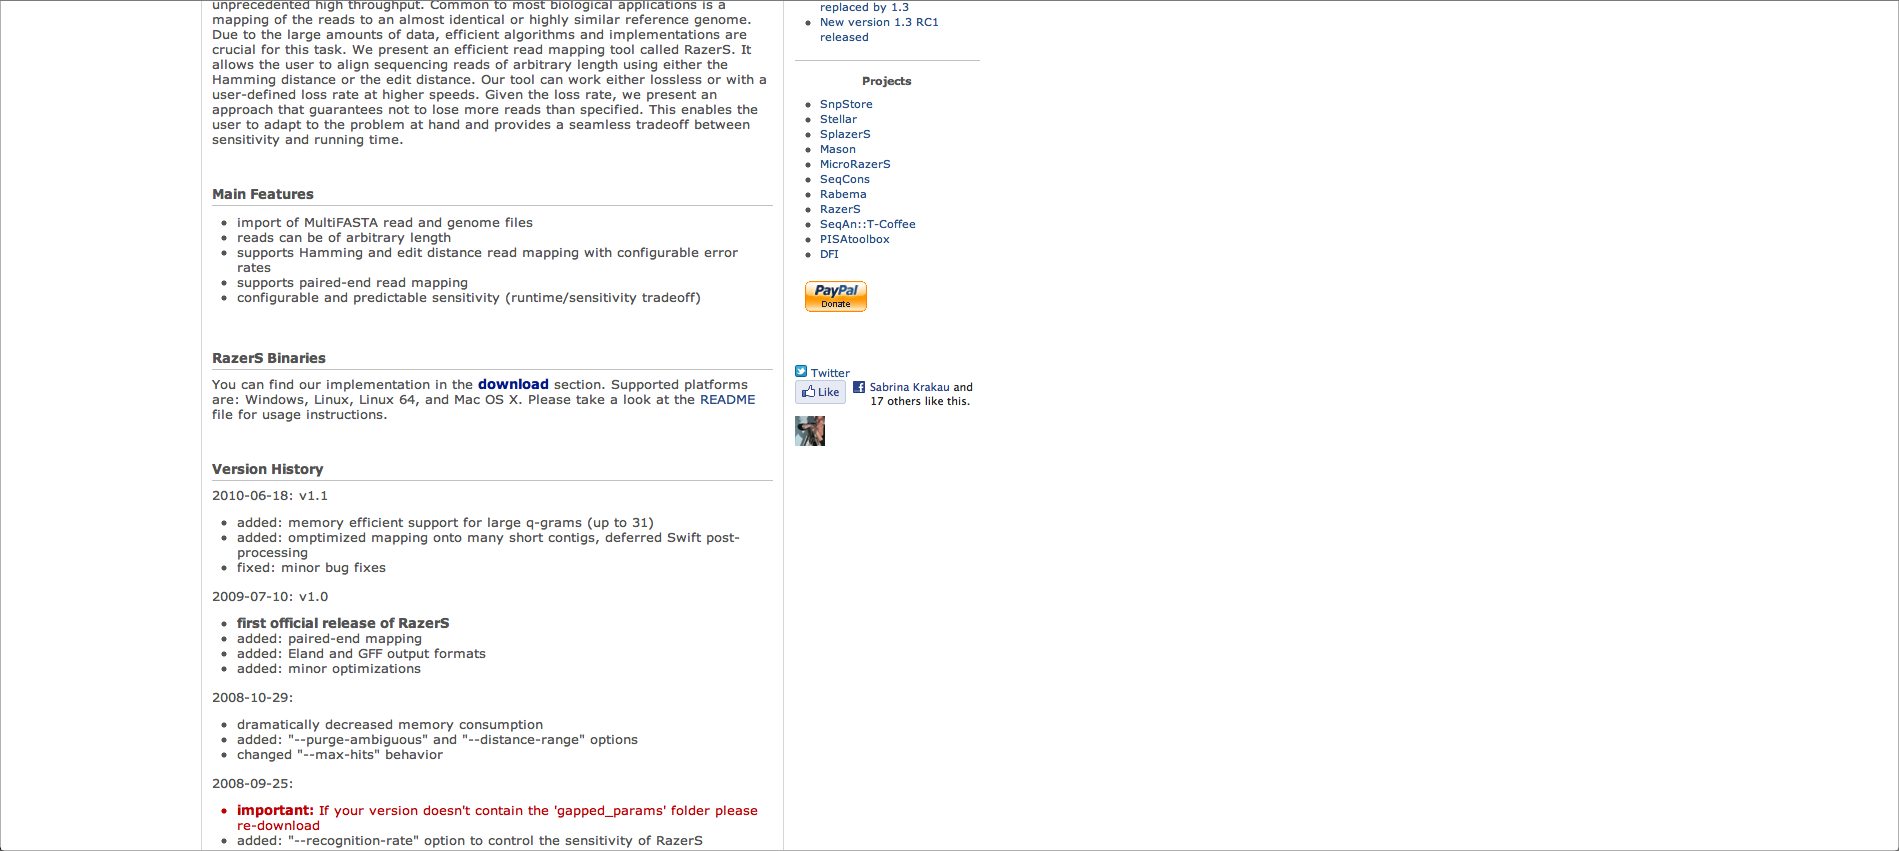 unprecedented high throughput. Common to most biological applications is a
mapping of the reads to an almost identical or highly similar reference genome.
Due to the large amounts of data, efficient algorithms and implementations are
crucial for this task. We present an efficient read mapping tool called RazerS. It
allows the user to align sequencing reads of arbitrary length using either the
Hamming distance or the edit distance. Our tool can work either lossless or with a
user-defined loss rate at higher speeds. Given the loss rate, we present an
approach that guarantees not to lose more reads than specified. This enables the
user to adapt to the problem at hand and provides a seamless tradeoff between
sensitivity and running time.
Main Features
• import of MultiFASTA read and genome files
• reads can be of arbitrary length
• supports Hamming and edit distance read mapping with configurable error
rates
• supports paired-end read mapping
• configurable and predictable sensitivity (runtime/sensitivity tradeoff)
RazerS Binaries
You can find our implementation in the download section. Supported platforms
are: Windows, Linux, Linux 64, and Mac OS X. Please take a look at the README
file for usage instructions.
Version History
2010-06-18: v1.1
• added: memory efficient support for large q-grams (up to 31)
• added: omptimized mapping onto many short contigs, deferred Swift post-
processing
• fixed: minor bug fixes
2009-07-10: v1.0
• first official release of RazerS
• added: paired-end mapping
• added: Eland and GFF output formats
• added: minor optimizations
2008-10-29:
• dramatically decreased memory consumption
• added: "--purge-ambiguous" and "--distance-range" options
• changed "--max-hits" behavior
2008-09-25:
• important: If your version doesn't contain the 'gapped_params' folder please
re-download
• added: "--recognition-rate" option to control the sensitivity of RazerS
replaced by 1.3
• New version 1.3 RC1
released
Projects
• SnpStore
• Stellar
• SplazerS
• Mason
• MicroRazerS
• SeqCons
• Rabema
• RazerS
• SeqAn::T-Coffee
• PISAtoolbox
• DFI
PayPal
Donate
Twitter
Like
Sabrina Krakau and
17 others like this.